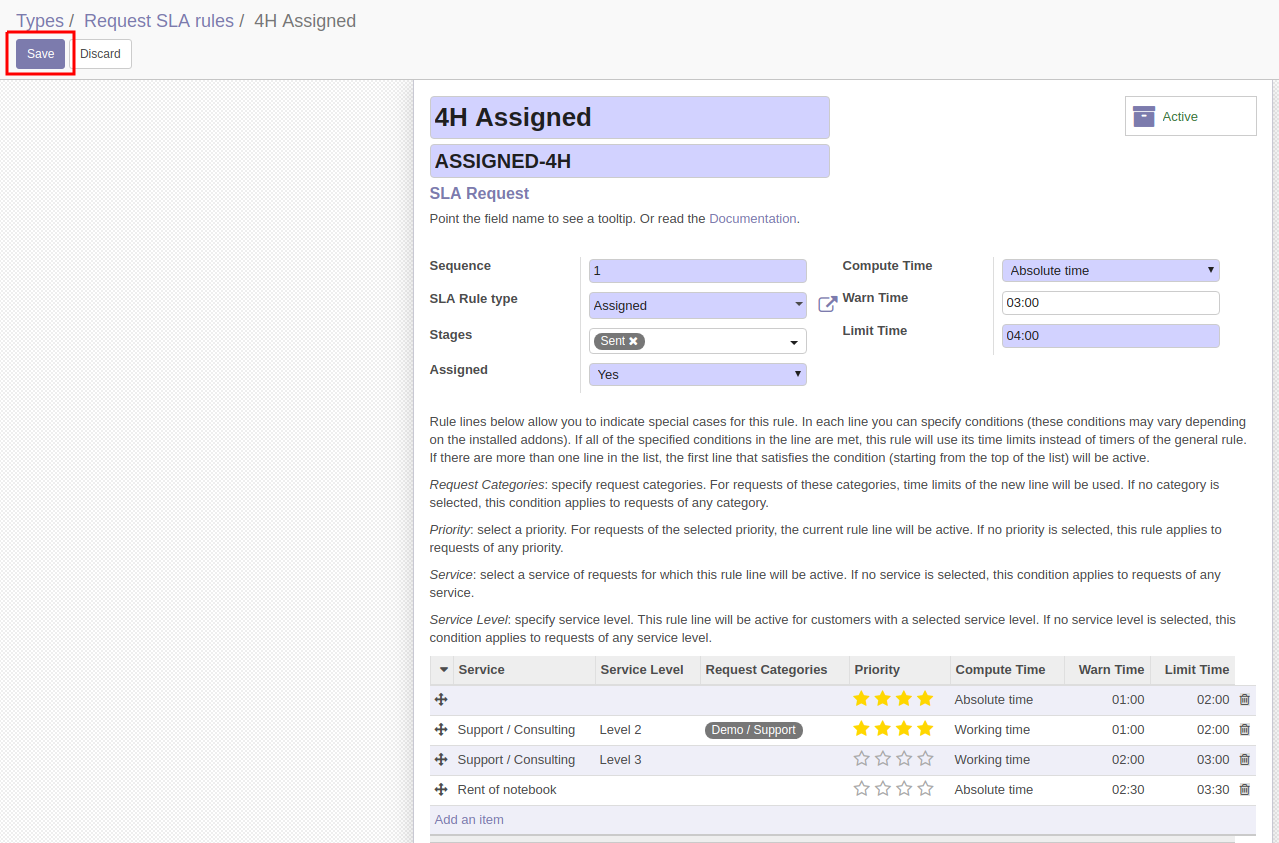 Types / Request SLA rules / 4H Assigned
Save Discard
4H Assigned
Active
ASSIGNED-4H
SLA Request
Point the field name to see a tooltip. Or read the Documentation.
Sequence 1 Compute Time Absolute time
SLA Rule type Assigned Warn Time 03:00
Stages Sent Limit Time 04:00
Assigned Yes
Rule lines below allow you to indicate special cases for this rule. In each line you can specify conditions (these conditions may vary depending
on the installed addons). If all of the specified conditions in the line are met, this rule will use its time limits instead of timers of the general rule.
If there are more than one line in the list, the first line that satisfies the condition (starting from the top of the list) will be active.
Request Categories: specify request categories. For requests of these categories, time limits of the new line will be used. If no category is
selected, this condition applies to requests of any category.
Priority: select a priority. For requests of the selected priority, the current rule line will be active. If no priority is selected, this rule applies to
requests of any priority.
Service: select a service of requests for which this rule line will be active. If no service is selected, this condition applies to requests of any
service.
Service Level: specify service level. This rule line will be active for customers with a selected service level. If no service level is selected, this
condition applies to requests of any service level.
Service Service Level Request Categories Priority Compute Time Warn Time Limit Time
Absolute time 01:00 02:00
Support / Consulting Level 2 Demo / Support Working time 01:00 02:00
Support / Consulting Level 3 Working time 02:00 03:00
Rent of notebook Absolute time 02:30 03:30
Add an item